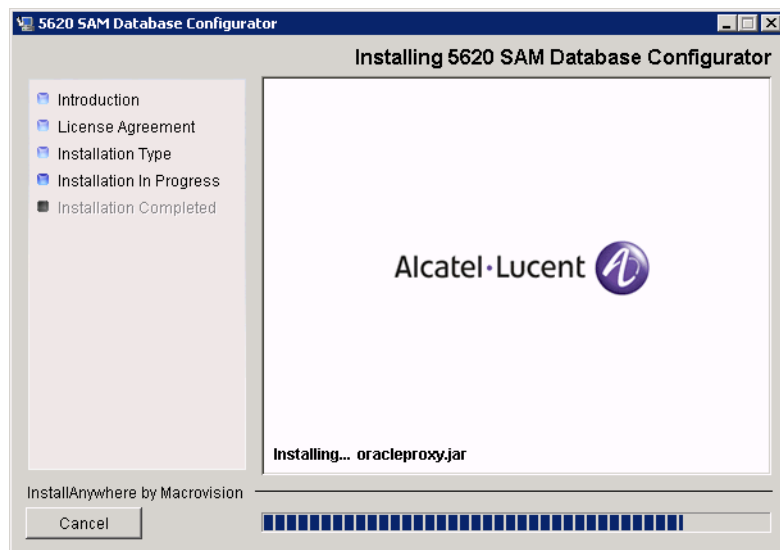 5620 SAM Database Configurator
Installing 5620 SAM Database Configurator
Introduction
License Agreement
Installation Type
Installation In Progress
Installation Completed
Alcatel·Lucent
Installing... oracleproxy.jar
InstallAnywhere by Macrovision
Cancel